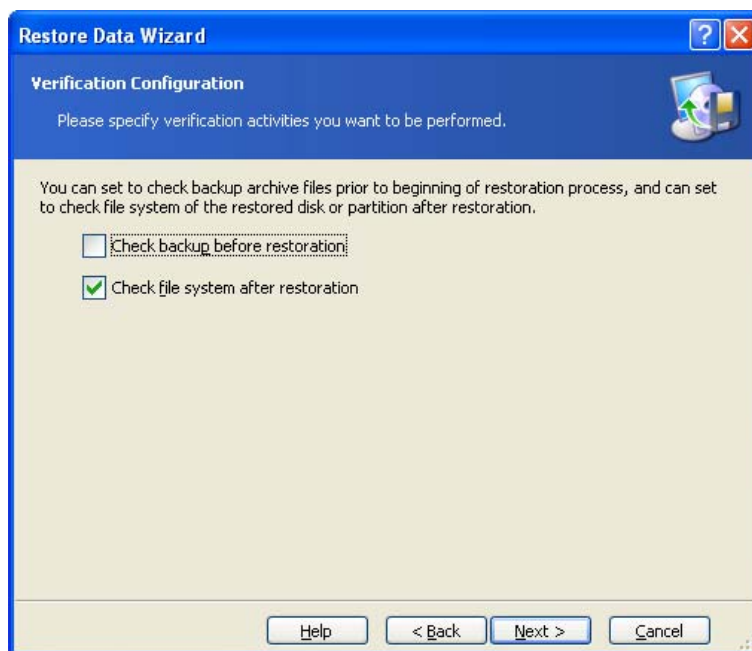 Restore Data Wizard
Verification Configuration
Please specify verification activities you want to be performed.
You can set to check backup archive files prior to beginning of restoration process, and can set
to check file system of the restored disk or partition after restoration.
Check backup before restoration
Check file system after restoration
Help
< Back
Next >
Cancel